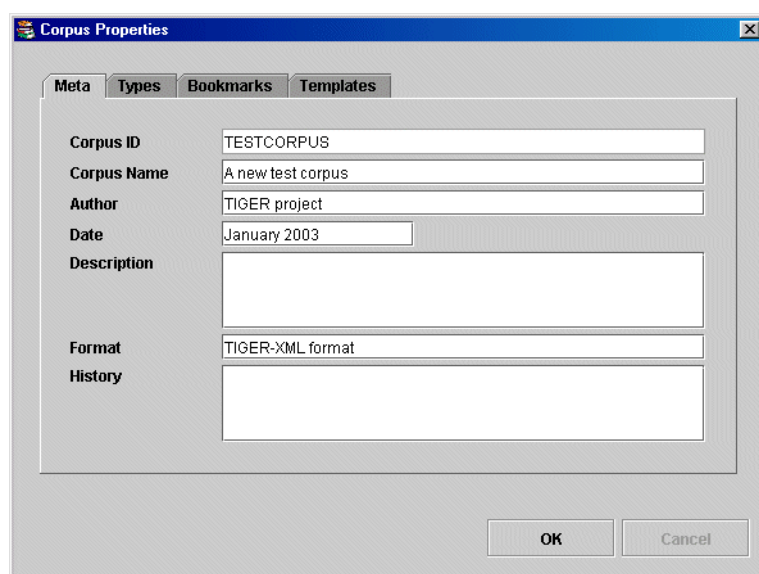 Corpus Properties
Meta Types Bookmarks Templates
Corpus ID TESTCORPUS
Corpus Name A new test corpus
Author TIGER project
Date January 2003
Description
Format TIGER-XML format
History
OK Cancel